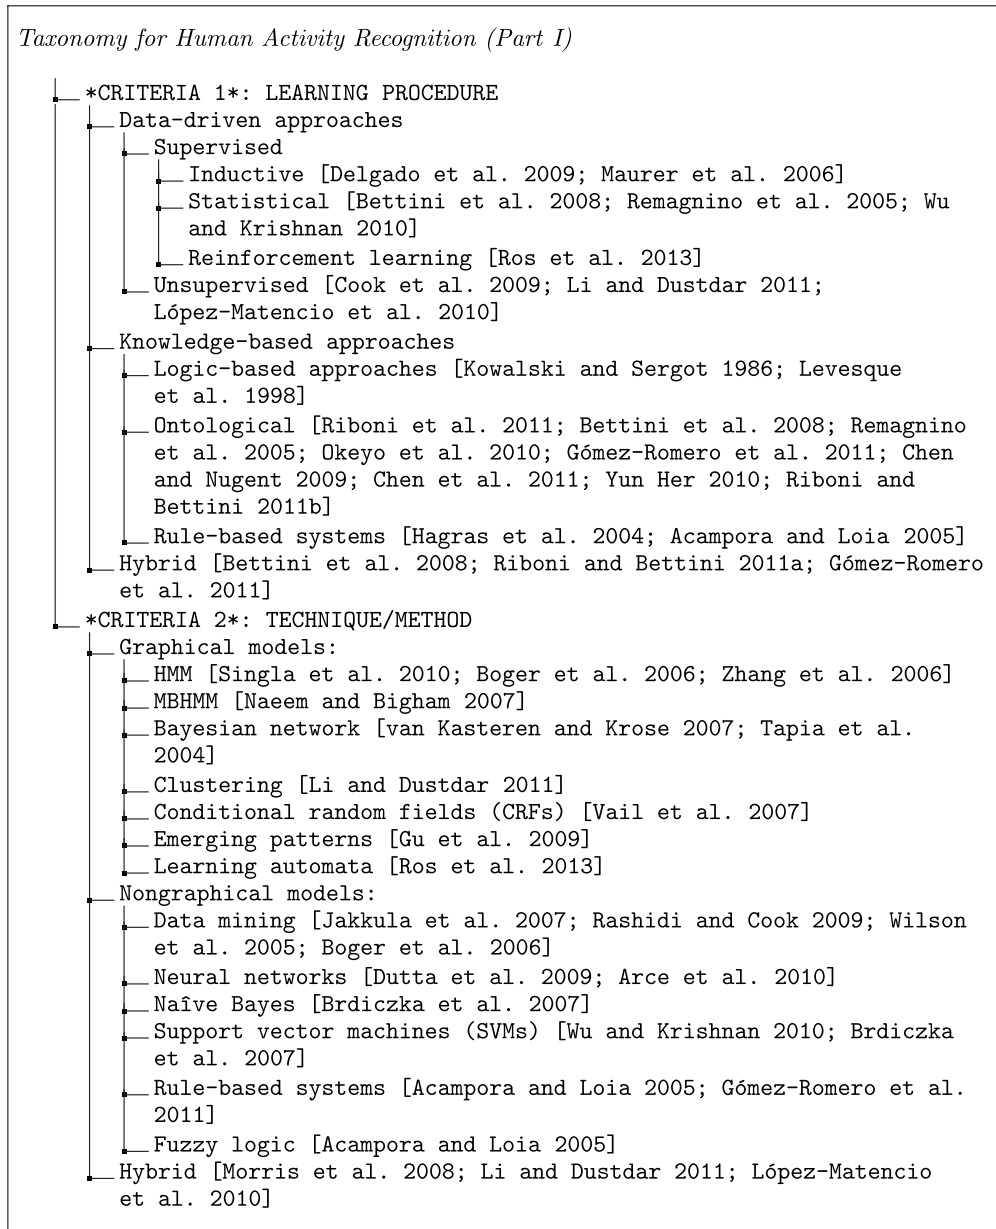 Taxonomy for Human Activity Recognition (Part I)
*CRITERIA 1*: LEARNING PROCEDURE
Data-driven approaches
Supervised
Inductive [Delgado et al. 2009; Maurer et al. 2006]
Statistical [Bettini et al. 2008; Remagnino et al. 2005; Wu
and Krishnan 2010]
Reinforcement learning [Ros et al. 2013]
Unsupervised [Cook et al. 2009; Li and Dustdar 2011;
López-Matencio et al. 2010]
Knowledge-based approaches
Logic-based approaches [Kowalski and Sergot 1986; Levesque
et al. 1998]
Ontological [Riboni et al. 2011; Bettini et al. 2008; Remagnino
et al. 2005; Okeyo et al. 2010; Gómez-Romero et al. 2011; Chen
and Nugent 2009; Chen et al. 2011; Yun Her 2010; Riboni and
Bettini 2011b]
Rule-based systems [Hagras et al. 2004; Acampora and Loia 2005]
Hybrid [Bettini et al. 2008; Riboni and Bettini 2011a; Gómez-Romero
et al. 2011]
*CRITERIA 2*: TECHNIQUE/METHOD
Graphical models:
HMM [Singla et al. 2010; Boger et al. 2006; Zhang et al. 2006]
MBHMM [Naeem and Bigham 2007]
Bayesian network [van Kasteren and Krose 2007; Tapia et al.
2004]
Clustering [Li and Dustdar 2011]
Conditional random fields (CRFs) [Vail et al. 2007]
Emerging patterns [Gu et al. 2009]
Learning automata [Ros et al. 2013]
Nongraphical models:
Data mining [Jakkula et al. 2007; Rashidi and Cook 2009; Wilson
et al. 2005; Boger et al. 2006]
Neural networks [Dutta et al. 2009; Arce et al. 2010]
Naîve Bayes [Brdiczka et al. 2007]
Support vector machines (SVMs) [Wu and Krishnan 2010; Brdiczka
et al. 2007]
Rule-based systems [Acampora and Loia 2005; Gómez-Romero et al.
2011]
Fuzzy logic [Acampora and Loia 2005]
Hybrid [Morris et al. 2008; Li and Dustdar 2011; López-Matencio
et al. 2010]